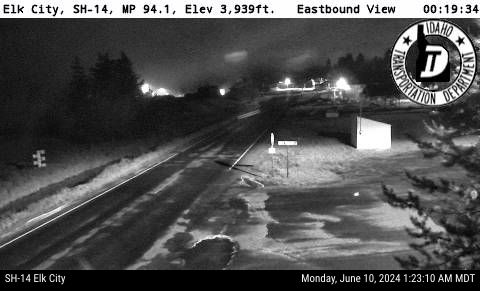 Elk City, SH-14, MP 94.1, Elev 3,939ft. Eastbound View 00:19:34
IDAHO
TRANSPORTATION DEPARTMENT
SH-14 Elk City Monday, June 10, 2024 1:23:10 AM MDT